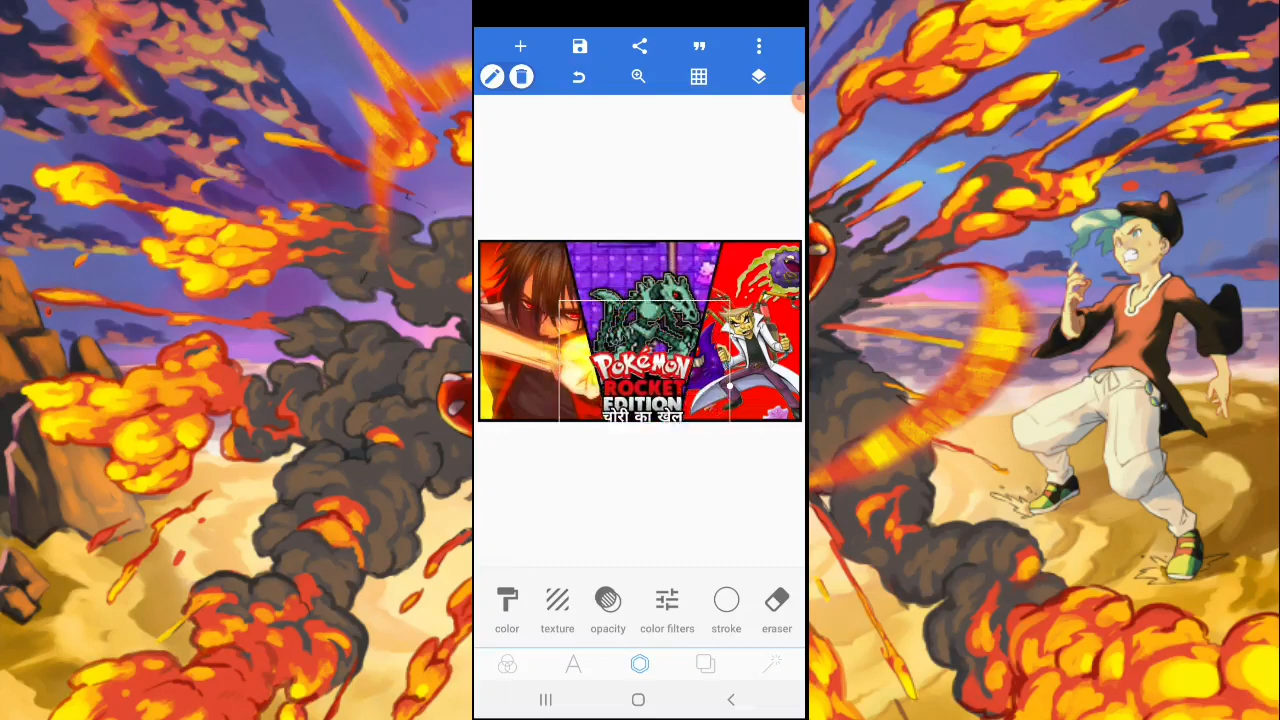 POKéMON
ROCKET
EDITION
चोरी का खेल
color texture opacity color filters stroke eraser